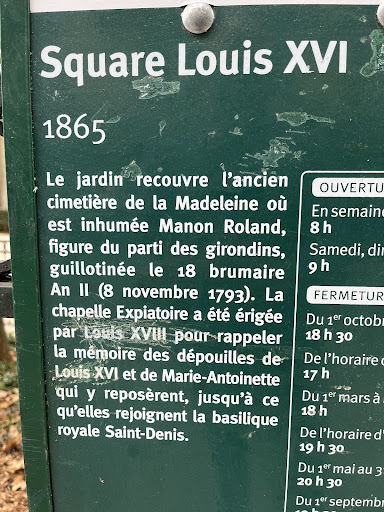 Square Louis XVI
1865
Le jardin recouvre l'ancien
cimetière de la Madeleine où
est inhumée Manon Roland,
figure du parti des girondins,
guillotinée le 18 brumaire
An II (8 novembre 1793). La
chapelle Expiatoire a été érigée
par Louis XVIII pour rappeler
la mémoire des dépouilles de
Louis XVI et de Marie-Antoinette
qui y reposèrent, jusqu'à ce
qu'elles rejoignent la basilique
royale Saint-Denis.
OUVERTU
En semain
8 h
Samedi, dir
9 h
FERMETUR
Du 1er octob
18 h 30
De l'horaire d
17 h
Du 1er mars à
18 h
De l'horaire d'
19 h 30
Du 1er mai au 3
20 h 30
Du 1er septem